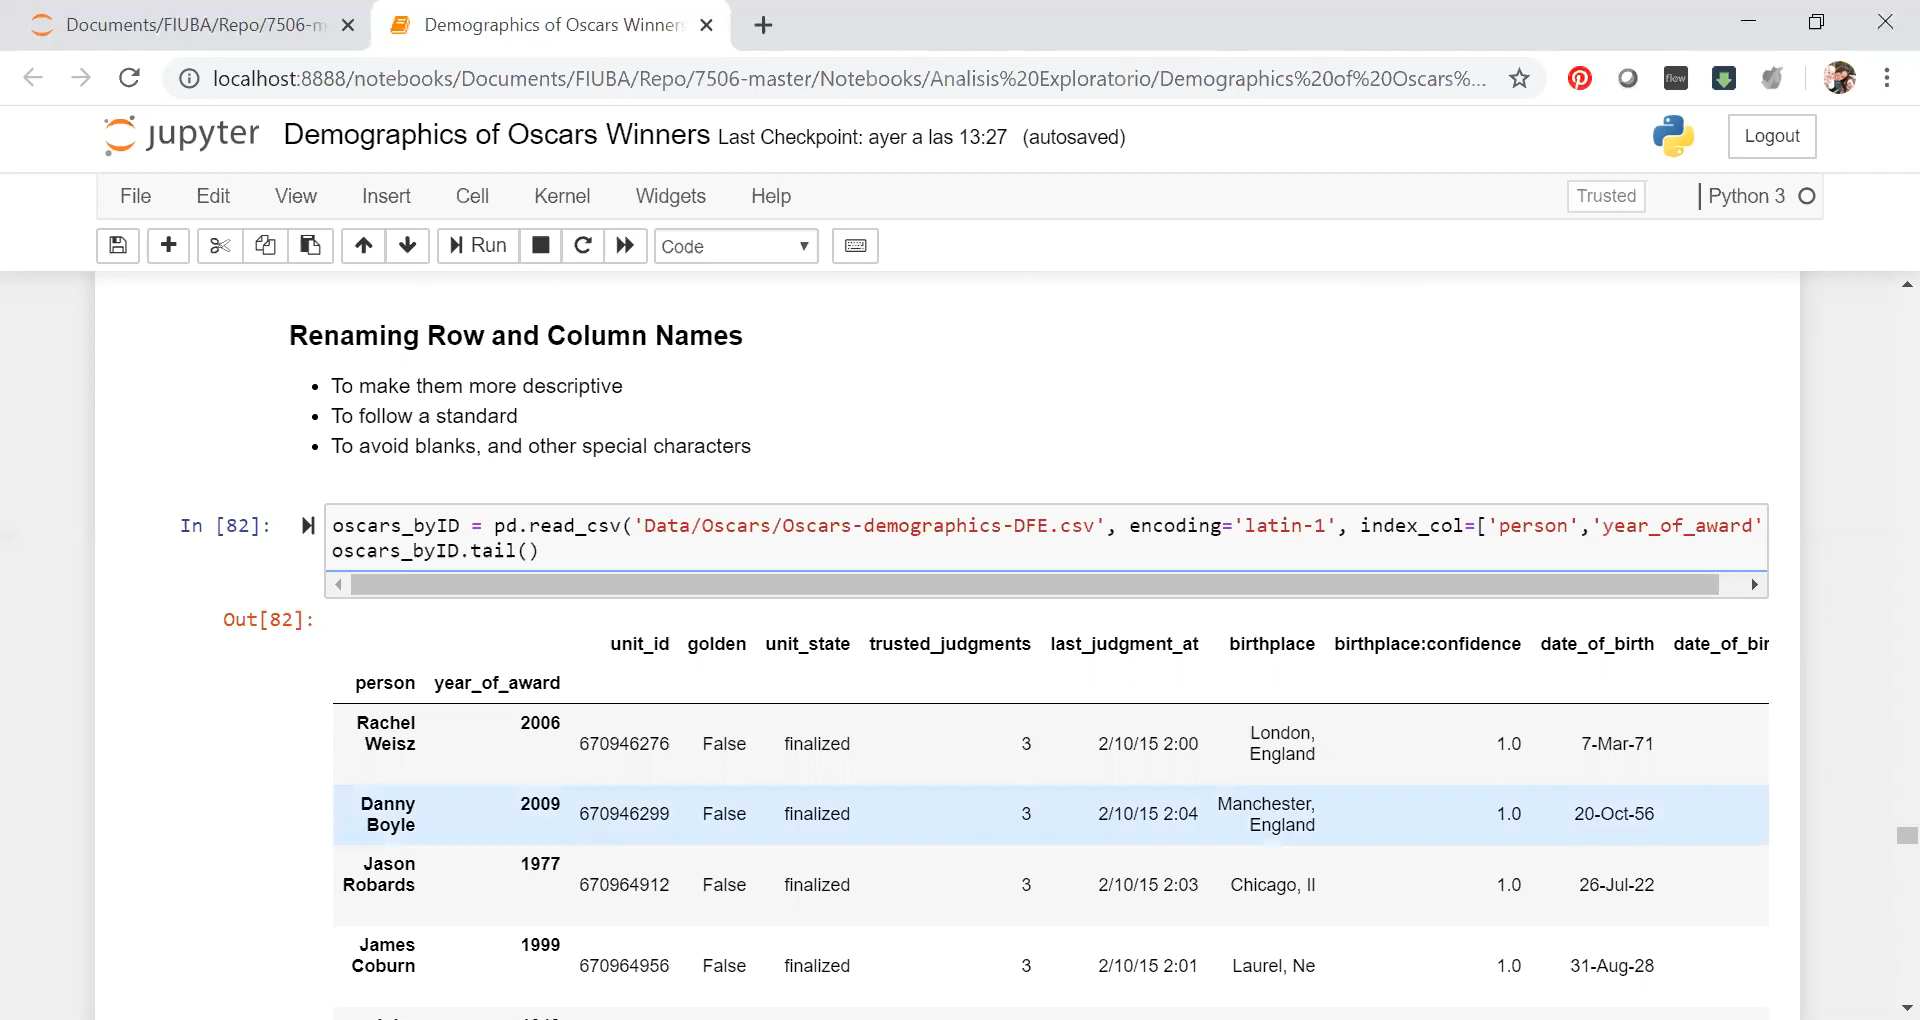 Documents/FIUBA/Repo/7506-m
Demographics of Oscars Winner
localhost:8888/notebooks/Documents/FIUBA/Repo/7506-master/Notebooks/Analisis%20Exploratorio/Demographics%20of%20Oscars%...
flow
jupyter Demographics of Oscars Winners Last Checkpoint: ayer a las 13:27 (autosaved)
Logout
File Edit View Insert Cell Kernel Widgets Help
Trusted
Python 3
Run
Code
Renaming Row and Column Names
• To make them more descriptive
• To follow a standard
• To avoid blanks, and other special characters
In [82]: oscars_byID = pd.read_csv('Data/Oscars/Oscars-demographics-DFE.csv', encoding='latin-1', index_col=['person','year_of_award'
oscars_byID.tail()
Out[82]:
unit_id golden unit_state trusted_judgments last_judgment_at birthplace birthplace:confidence date_of_birth date_of_bir
person year_of_award
Rachel Weisz 2006 670946276 False finalized 3 2/10/15 2:00 London, England 1.0 7-Mar-71
Danny Boyle 2009 670946299 False finalized 3 2/10/15 2:04 Manchester, England 1.0 20-Oct-56
Jason Robards 1977 670964912 False finalized 3 2/10/15 2:03 Chicago, Il 1.0 26-Jul-22
James Coburn 1999 670964956 False finalized 3 2/10/15 2:01 Laurel, Ne 1.0 31-Aug-28